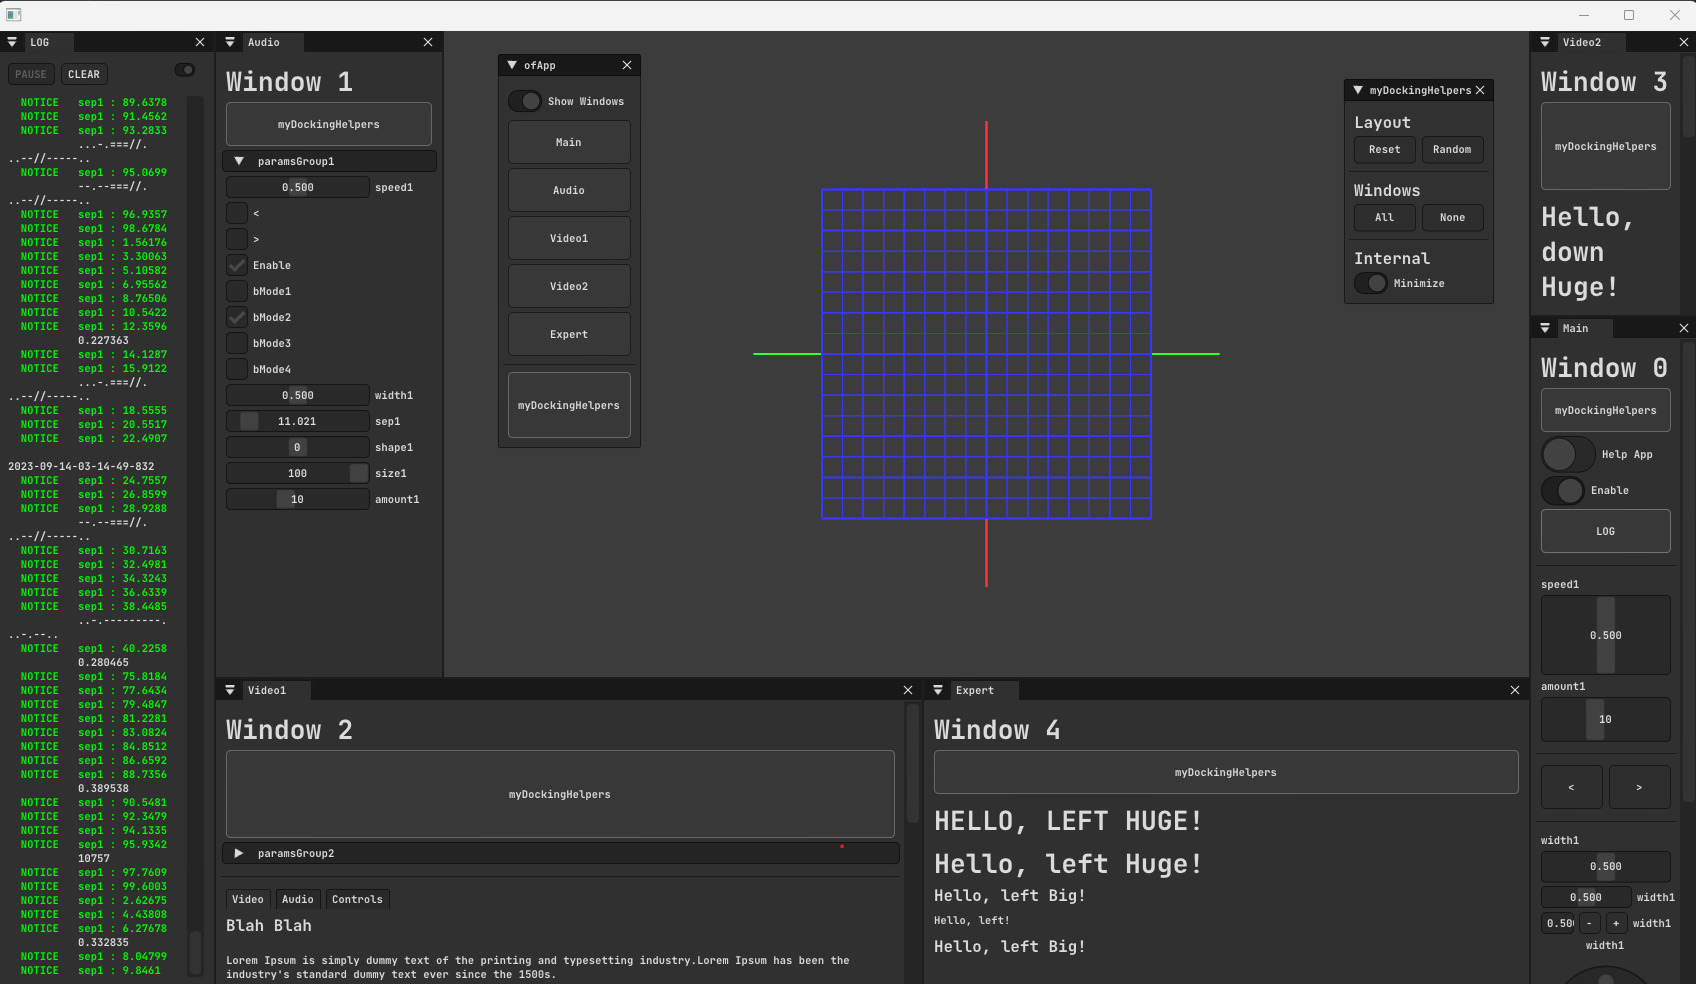 LOG
PAUSE CLEAR
NOTICE sep1 : 89.6378
NOTICE sep1 : 91.4562
NOTICE sep1 : 93.2833
...-.===//.
..--//-----..
NOTICE sep1 : 95.0699
--.--===//.
..--//-----..
NOTICE sep1 : 96.9357
NOTICE sep1 : 98.6784
NOTICE sep1 : 1.56176
NOTICE sep1 : 3.30063
NOTICE sep1 : 5.10582
NOTICE sep1 : 6.95562
NOTICE sep1 : 8.76506
NOTICE sep1 : 10.5422
NOTICE sep1 : 12.3596
0.227363
NOTICE sep1 : 14.1287
NOTICE sep1 : 15.9122
...-.===//.
..--//-----..
NOTICE sep1 : 18.5555
NOTICE sep1 : 20.5517
NOTICE sep1 : 22.4907
2023-09-14-03-14-49-832
NOTICE sep1 : 24.7557
NOTICE sep1 : 26.8599
NOTICE sep1 : 28.9288
--.--===//.
..--//-----..
NOTICE sep1 : 30.7163
NOTICE sep1 : 32.4981
NOTICE sep1 : 34.3243
NOTICE sep1 : 36.6339
NOTICE sep1 : 38.4485
..-.---------.
..-.--..
NOTICE sep1 : 40.2258
0.280465
NOTICE sep1 : 75.8184
NOTICE sep1 : 77.6434
NOTICE sep1 : 79.4847
NOTICE sep1 : 81.2281
NOTICE sep1 : 83.0824
NOTICE sep1 : 84.8512
NOTICE sep1 : 86.6592
NOTICE sep1 : 88.7356
0.389538
NOTICE sep1 : 90.5481
NOTICE sep1 : 92.3479
NOTICE sep1 : 94.1335
NOTICE sep1 : 95.9342
10757
NOTICE sep1 : 97.7609
NOTICE sep1 : 99.6003
NOTICE sep1 : 2.62675
NOTICE sep1 : 4.43808
NOTICE sep1 : 6.27678
0.332835
NOTICE sep1 : 8.04799
NOTICE sep1 : 9.8461
Audio
Window 1
myDockingHelpers
paramsGroup1
0.500 speed1
<
>
Enable
bMode1
bMode2
bMode3
bMode4
0.500 width1
11.021 sep1
0 shape1
100 size1
10 amount1
ofApp
Show Windows
Main
Audio
Video1
Video2
Expert
myDockingHelpers
myDockingHelpers
Layout
Reset Random
Windows
All None
Internal
Minimize
Video1
Window 2
myDockingHelpers
paramsGroup2
Video Audio Controls
Blah Blah
Lorem Ipsum is simply dummy text of the printing and typesetting industry.Lorem Ipsum has been the
industry's standard dummy text ever since the 1500s.
Expert
Window 4
myDockingHelpers
HELLO, LEFT HUGE!
Hello, left Huge!
Hello, left Big!
Hello, left!
Hello, left Big!
Video2
Window 3
myDockingHelpers
Hello,
down
Huge!
Main
Window 0
myDockingHelpers
Help App
Enable
LOG
speed1
0.500
amount1
10
< >
width1
0.500
0.500 width1
0.50 - + width1
width1